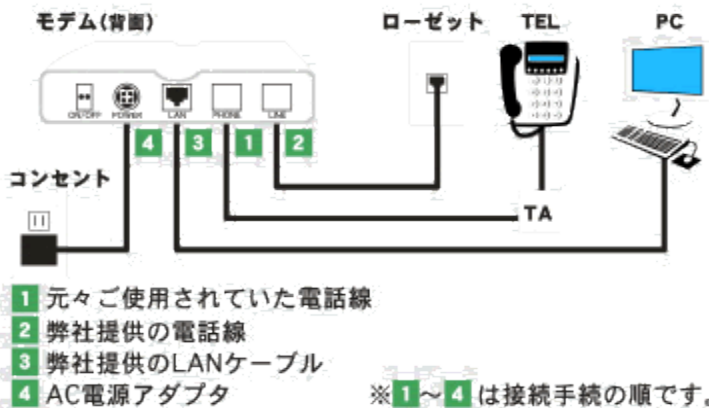 モデム(背面)
ローゼット
TEL
PC
ON/OFF
POWER
LAN
PHONE
LINE
4
3
1
2
コンセント
TA
1 元々ご使用されていた電話線
2 弊社提供の電話線
3 弊社提供のLANケーブル
4 AC電源アダプタ
※1～4は接続手続の順です。